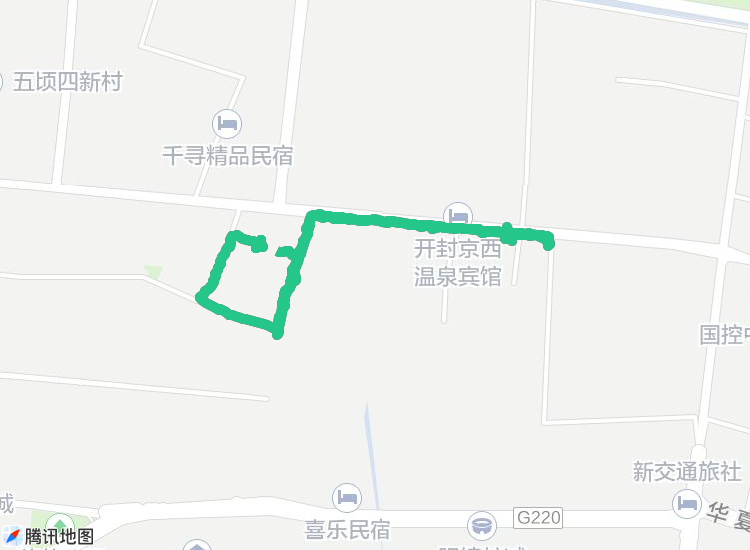 五顷四新村
千寻精品民宿
开封京西
温泉宾馆
国控中
新交通旅社
城
喜乐民宿
G220
华夏
腾讯地图